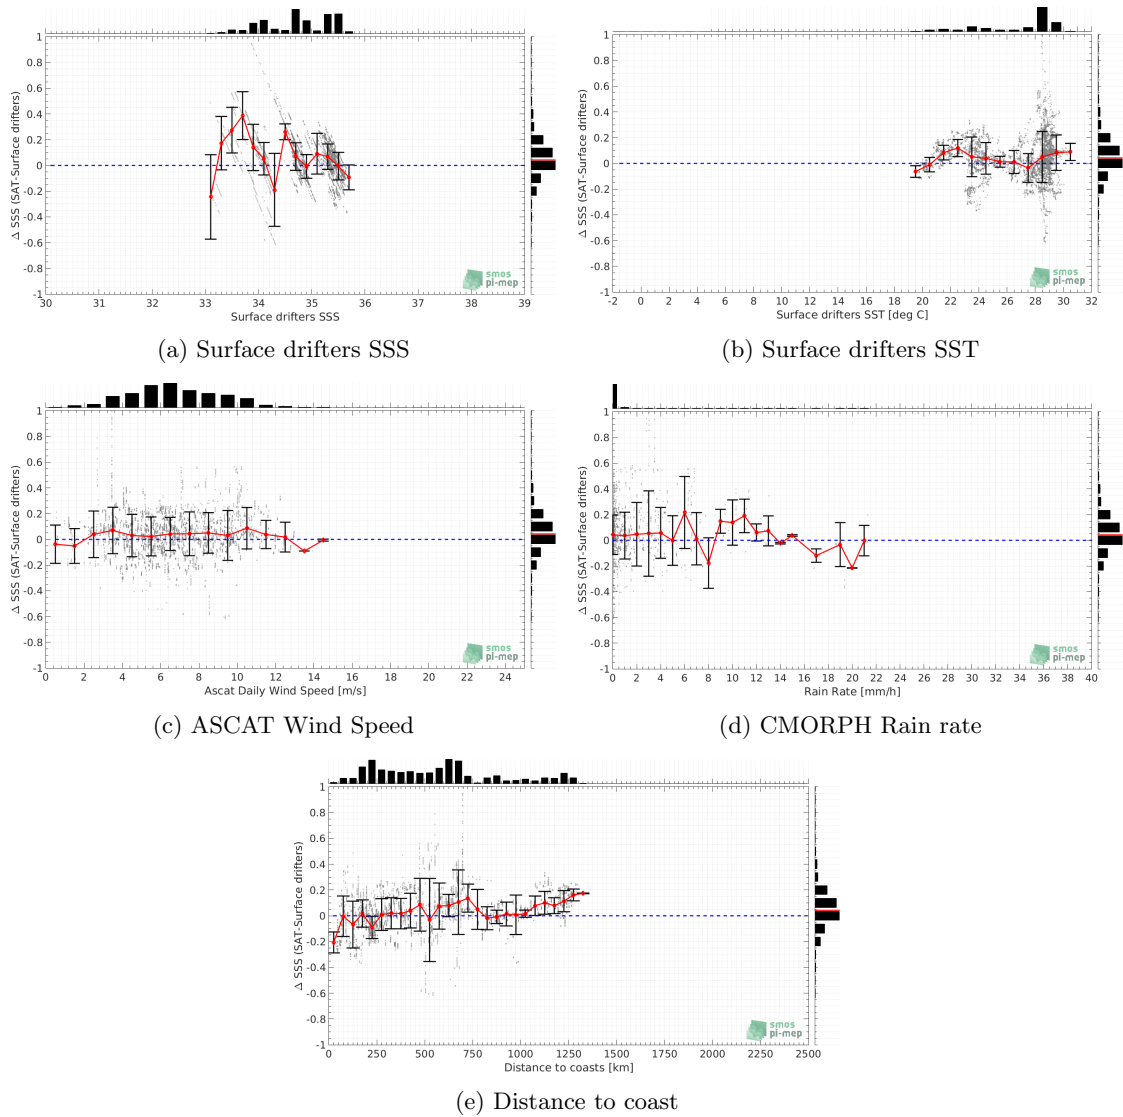 1
0.8
0.6
0.4
0.2
0
-0.2
-0.4
-0.6
-0.8
-1
Δ SSS (SAT-Surface drifters)
30 31 32 33 34 35 36 37 38 39
Surface drifters SSS
smos
pi-mep
(a) Surface drifters SSS
1
0.8
0.6
0.4
0.2
0
-0.2
-0.4
-0.6
-0.8
-1
Δ SSS (SAT-Surface drifters)
-2 0 2 4 6 8 10 12 14 16 18 20 22 24 26 28 30 32
Surface drifters SST [deg C]
smos
pi-mep
(b) Surface drifters SST
1
0.8
0.6
0.4
0.2
0
-0.2
-0.4
-0.6
-0.8
-1
Δ SSS (SAT-Surface drifters)
0 2 4 6 8 10 12 14 16 18 20 22 24
Ascat Daily Wind Speed [m/s]
smos
pi-mep
(c) ASCAT Wind Speed
1
0.8
0.6
0.4
0.2
0
-0.2
-0.4
-0.6
-0.8
-1
Δ SSS (SAT-Surface drifters)
0 2 4 6 8 10 12 14 16 18 20 22 24 26 28 30 32 34 36 38 40
Rain Rate [mm/h]
smos
pi-mep
(d) CMORPH Rain rate
1
0.8
0.6
0.4
0.2
0
-0.2
-0.4
-0.6
-0.8
-1
Δ SSS (SAT-Surface drifters)
0 250 500 750 1000 1250 1500 1750 2000 2250 2500
Distance to coasts [km]
smos
pi-mep
(e) Distance to coast